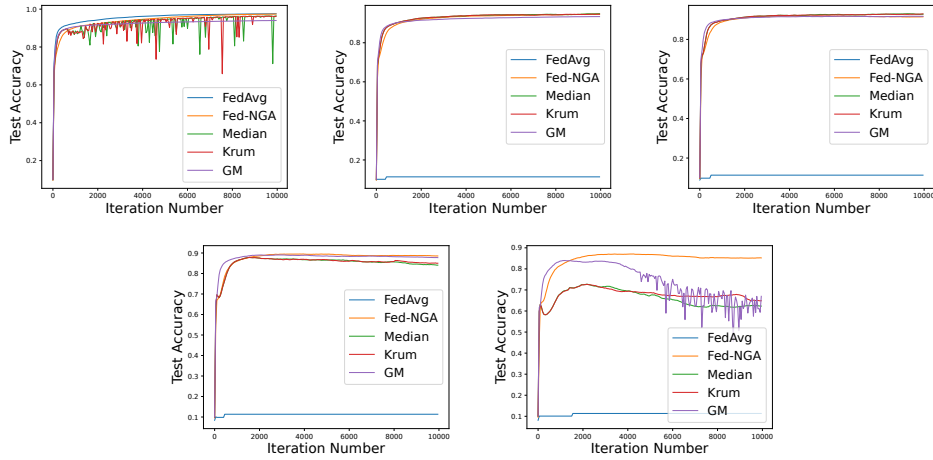 Test Accuracy
1.0
0.8
0.6
0.4
0.2
0
2000
4000
6000
8000
10000
Iteration Number
FedAvg
Fed-NGA
Median
Krum
GM
Test Accuracy
0.8
0.6
0.4
0.2
0
2000
4000
6000
8000
10000
Iteration Number
FedAvg
Fed-NGA
Median
Krum
GM
Test Accuracy
0.8
0.6
0.4
0.2
0
2000
4000
6000
8000
10000
Iteration Number
FedAvg
Fed-NGA
Median
Krum
GM
Test Accuracy
0.9
0.8
0.7
0.6
0.5
0.4
0.3
0.2
0.1
0
2000
4000
6000
8000
10000
Iteration Number
FedAvg
Fed-NGA
Median
Krum
GM
Test Accuracy
0.9
0.8
0.7
0.6
0.5
0.4
0.3
0.2
0.1
0
2000
4000
6000
8000
10000
Iteration Number
FedAvg
Fed-NGA
Median
Krum
GM